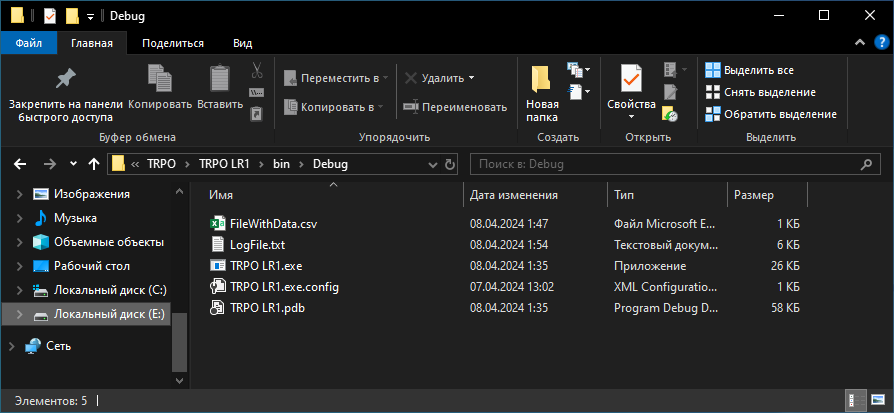 Debug
Файл Главная Поделиться Вид
Закрепить на панели быстрого доступа
Копировать
Вставить
Буфер обмена
Переместить в
Копировать в
Удалить
Переименовать
Упорядочить
Новая папка
Создать
Свойства
Открыть
Выделить все
Снять выделение
Обратить выделение
Выделить
« TRPO > TRPO LR1 > bin > Debug
Поиск в: Debug
Изображения
Музыка
Объемные объекты
Рабочий стол
Локальный диск (C:)
Локальный диск (E:)
Сеть
Имя Дата изменения Тип Размер
FileWithData.csv 08.04.2024 1:47 Файл Microsoft E... 1 КБ
LogFile.txt 08.04.2024 1:54 Текстовый докум... 6 КБ
TRPO LR1.exe 08.04.2024 1:35 Приложение 26 КБ
TRPO LR1.exe.config 07.04.2024 13:02 XML Configuratio... 1 КБ
TRPO LR1.pdb 08.04.2024 1:35 Program Debug D... 58 КБ
Элементов: 5